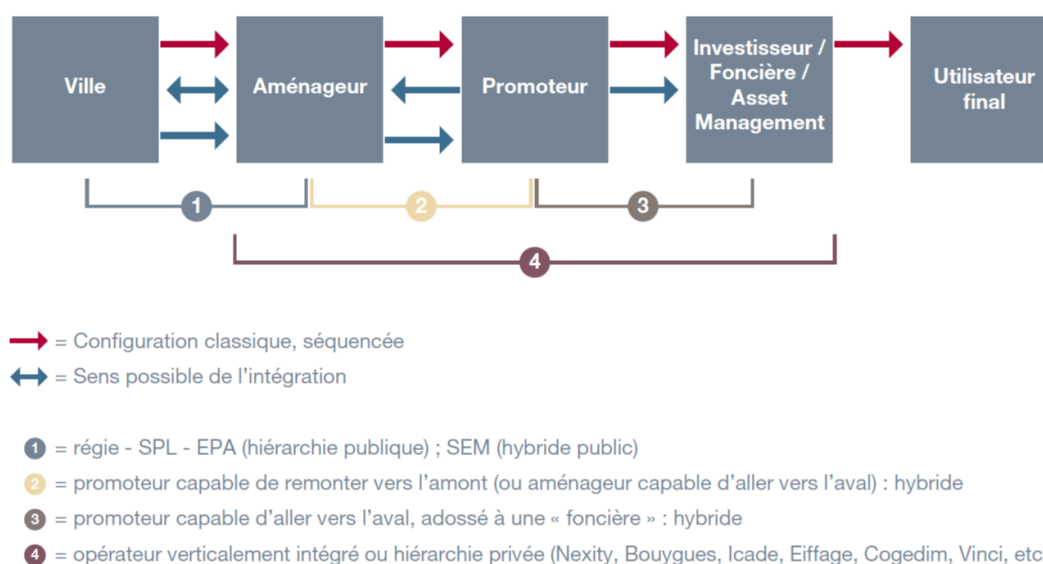 Ville
Aménageur
Promoteur
Investisseur /
Foncière /
Asset
Management
Utilisateur
final
1
2
3
4
= Configuration classique, séquencée
= Sens possible de l'intégration
1 = régie - SPL - EPA (hiérarchie publique) ; SEM (hybride public)
2 = promoteur capable de remonter vers l'amont (ou aménageur capable d'aller vers l'aval) : hybride
3 = promoteur capable d'aller vers l'aval, adossé à une « foncière » : hybride
4 = opérateur verticalement intégré ou hiérarchie privée (Nexity, Bouygues, Icade, Eiffage, Cogedim, Vinci, etc